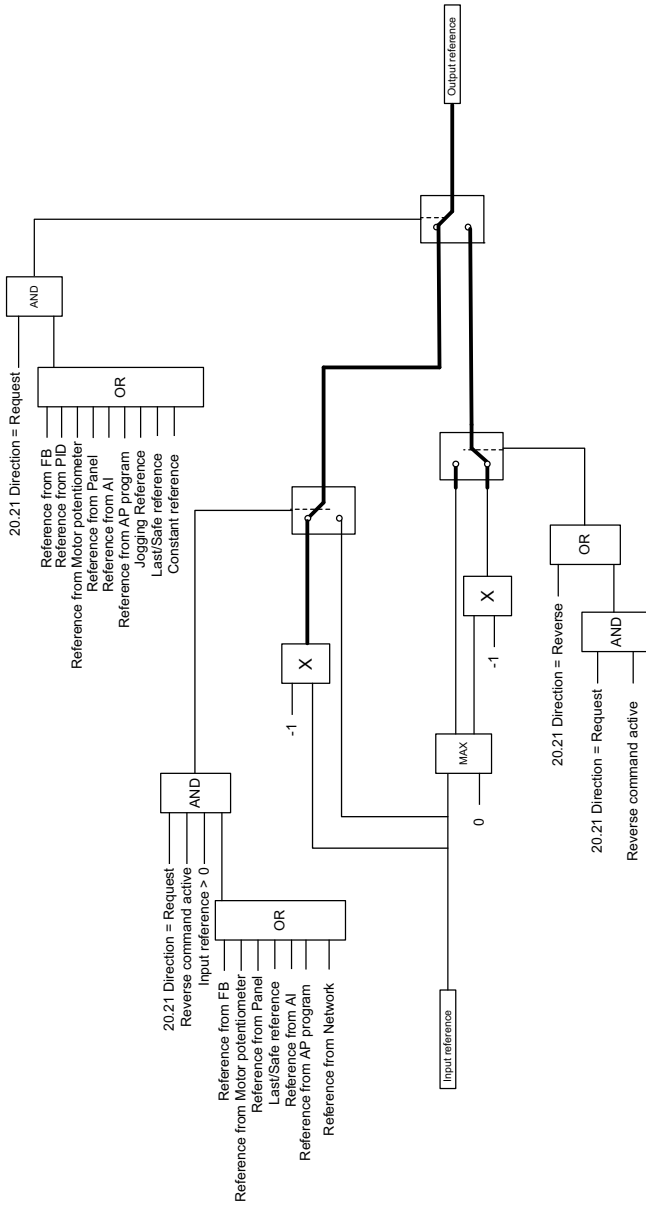 20.21 Direction = Request
AND
Reference from FB
Reference from PID
Reference from Motor potentiometer
Reference from Panel
Reference from AI
Reference from AP program
Jogging Reference
Last/Safe reference
Constant reference
OR
20.21 Direction = Request
Reverse command active
Input reference > 0
AND
Reference from FB
Reference from Motor potentiometer
Reference from Panel
Last/Safe reference
Reference from AI
Reference from AP program
Reference from Network
OR
-1
X
Input reference
MAX
0
-1
X
20.21 Direction = Reverse
OR
20.21 Direction = Request
Reverse command active
AND
Output reference